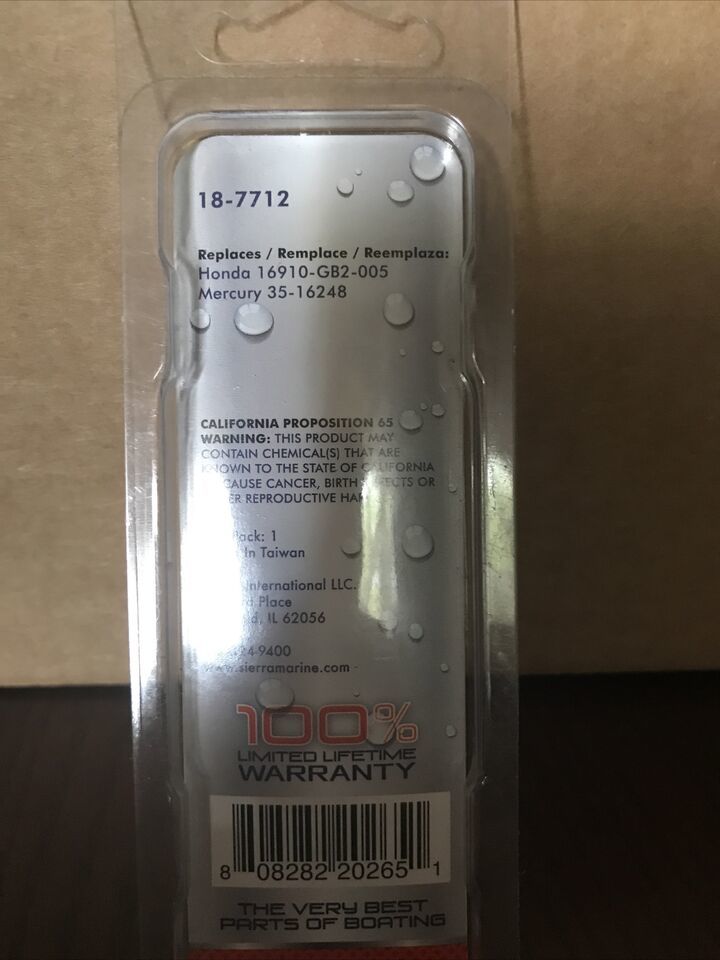 18-7712
Replaces / Remplace / Reemplaza:
Honda 16910-GB2-005
Mercury 35-16248
CALIFORNIA PROPOSITION 65
WARNING: THIS PRODUCT MAY
CONTAIN CHEMICAL(S) THAT ARE
KNOWN TO THE STATE OF CALIFORNIA
CAUSE CANCER, BIRTH OR
REPRODUCTIVE
: 1
In Taiwan
International LLC.
Place
, IL 62056
24-9400
www.sierramarine.com
100%
LIMITED LIFETIME
WARRANTY
8 08282 20265 1
THE VERY BEST
PARTS OF BOATING